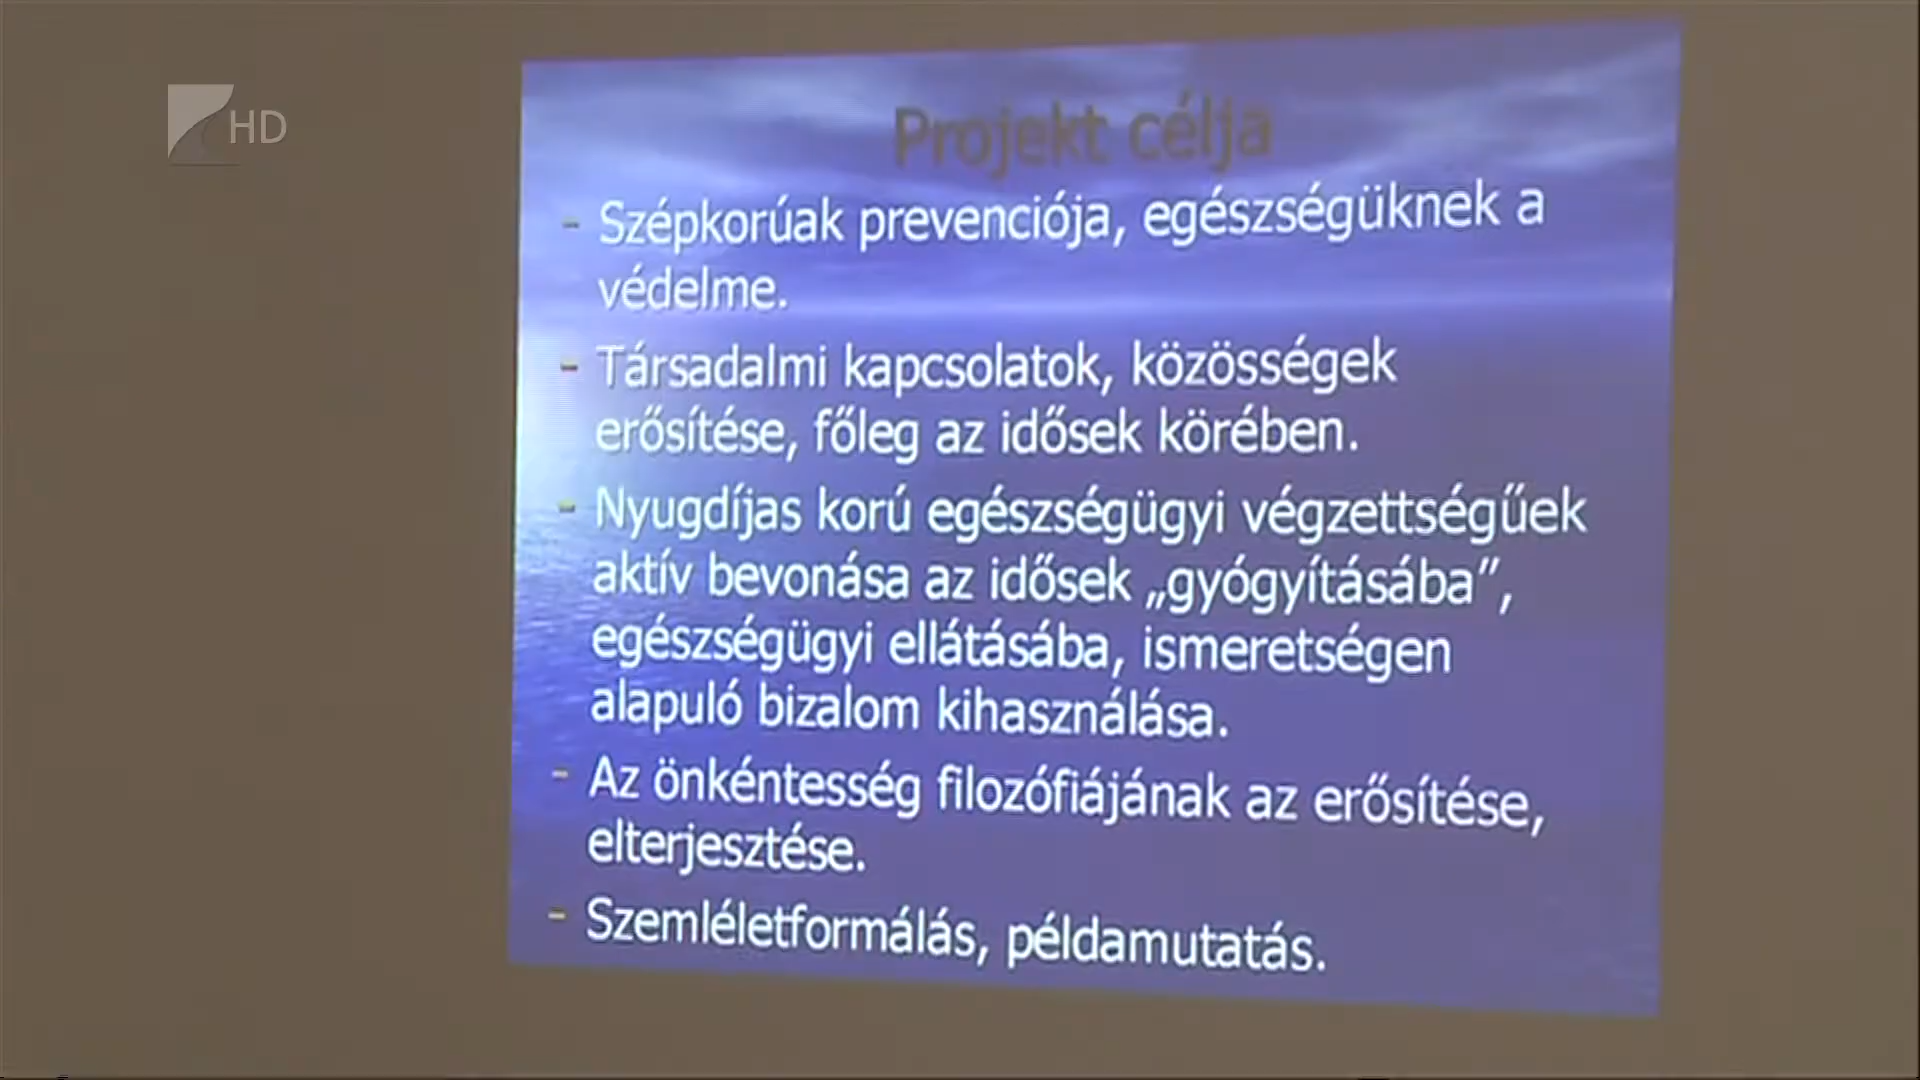 HD
Projekt célja
- Szépkorúak prevenciója, egészségüknek a
védelme.
- Társadalmi kapcsolatok, közösségek
erősítése, főleg az idősek körében.
- Nyugdíjas korú egészségügyi végzettségűek
aktív bevonása az idősek „gyógyításába”,
egészségügyi ellátásába, ismeretségen
alapuló bizalom kihasználása.
- Az önkéntesség filozófiájának az erősítése,
elterjesztése.
- Szemléletformálás, példamutatás.